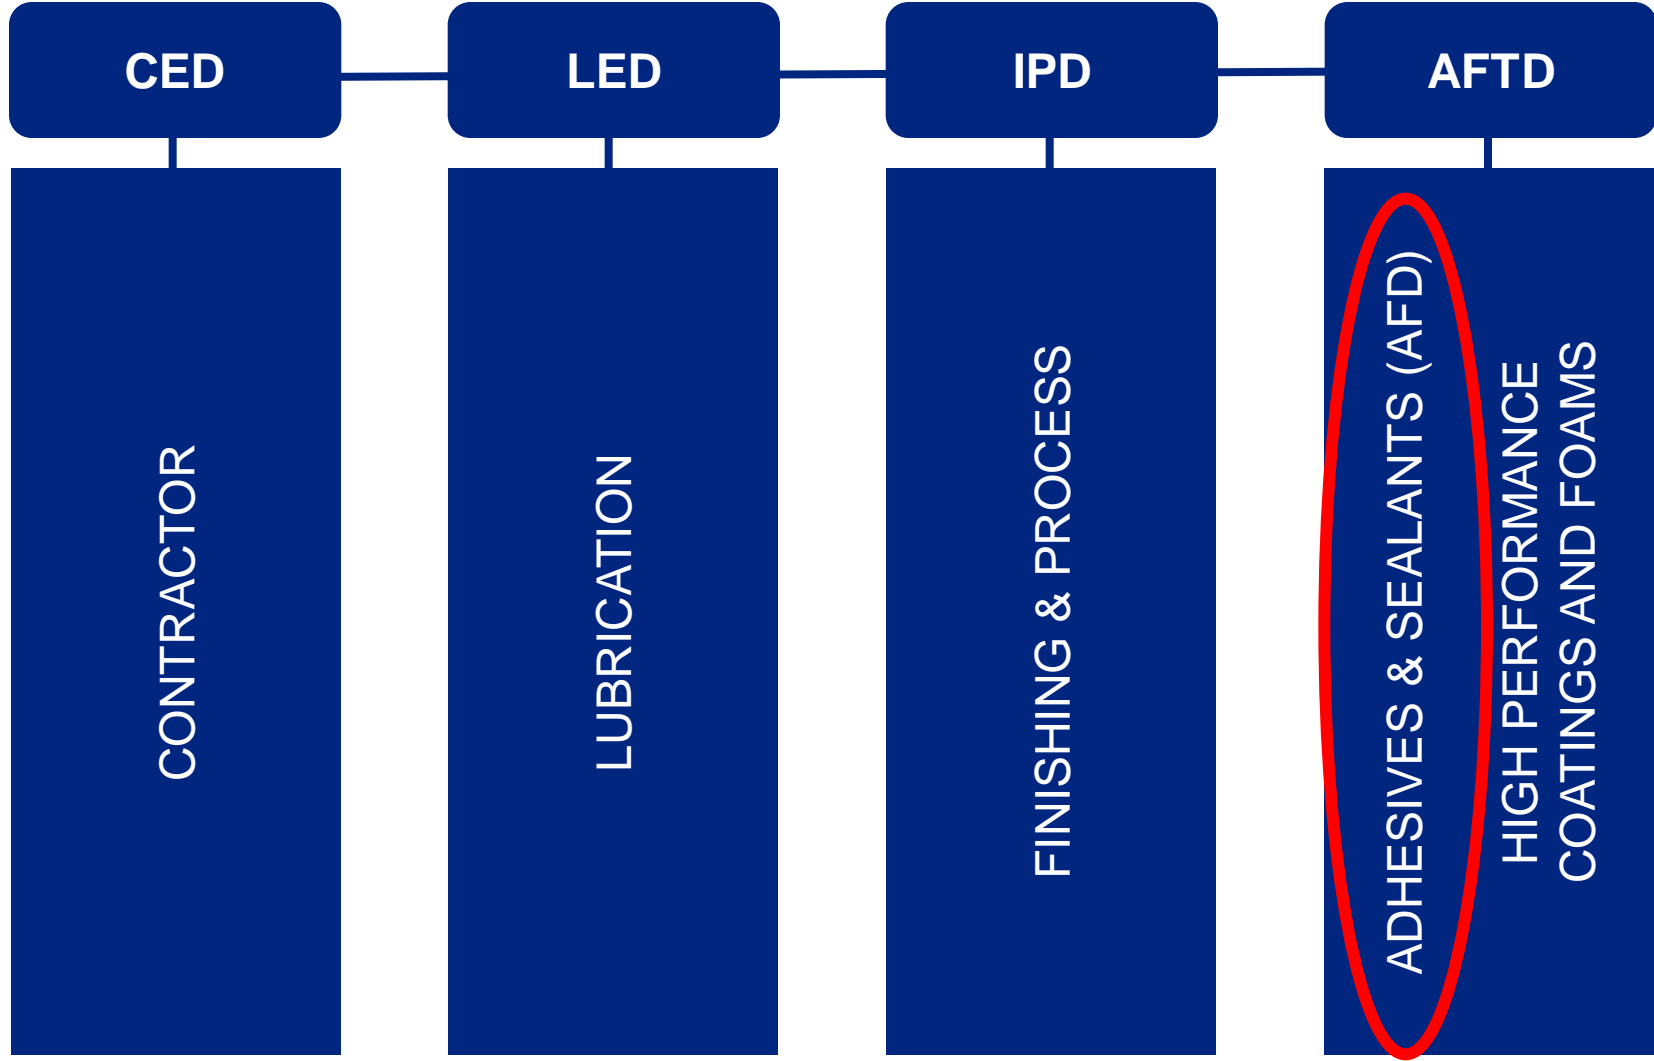 CED
LED
IPD
AFTD
CONTRACTOR
LUBRICATION
FINISHING & PROCESS
ADHESIVES & SEALANTS (AFD)
HIGH PERFORMANCE
COATINGS AND FOAMS